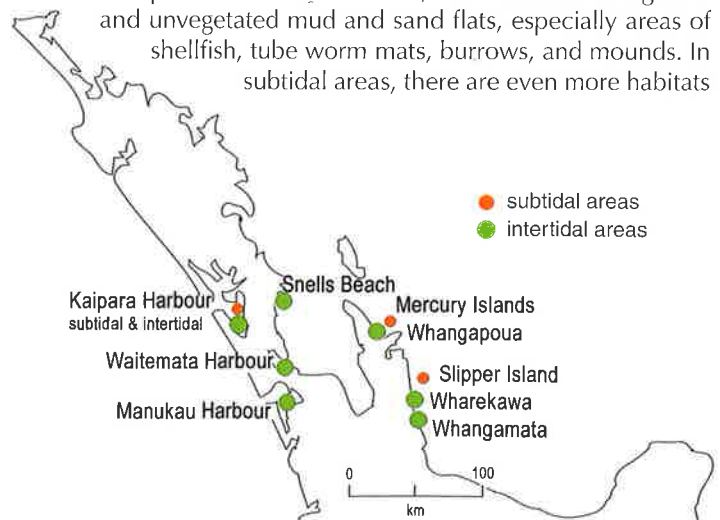 and unvegetated mud and sand flats, especially areas of
shellfish, tube worm mats, burrows, and mounds. In
subtidal areas, there are even more habitats
subtidal areas
intertidal areas
Snells Beach
Kaipara Harbour
subtidal & intertidal
Mercury Islands
Whangapoua
Waitemata Harbour
Slipper Island
Wharekawa
Manukau Harbour
Whangamata
0 100
km